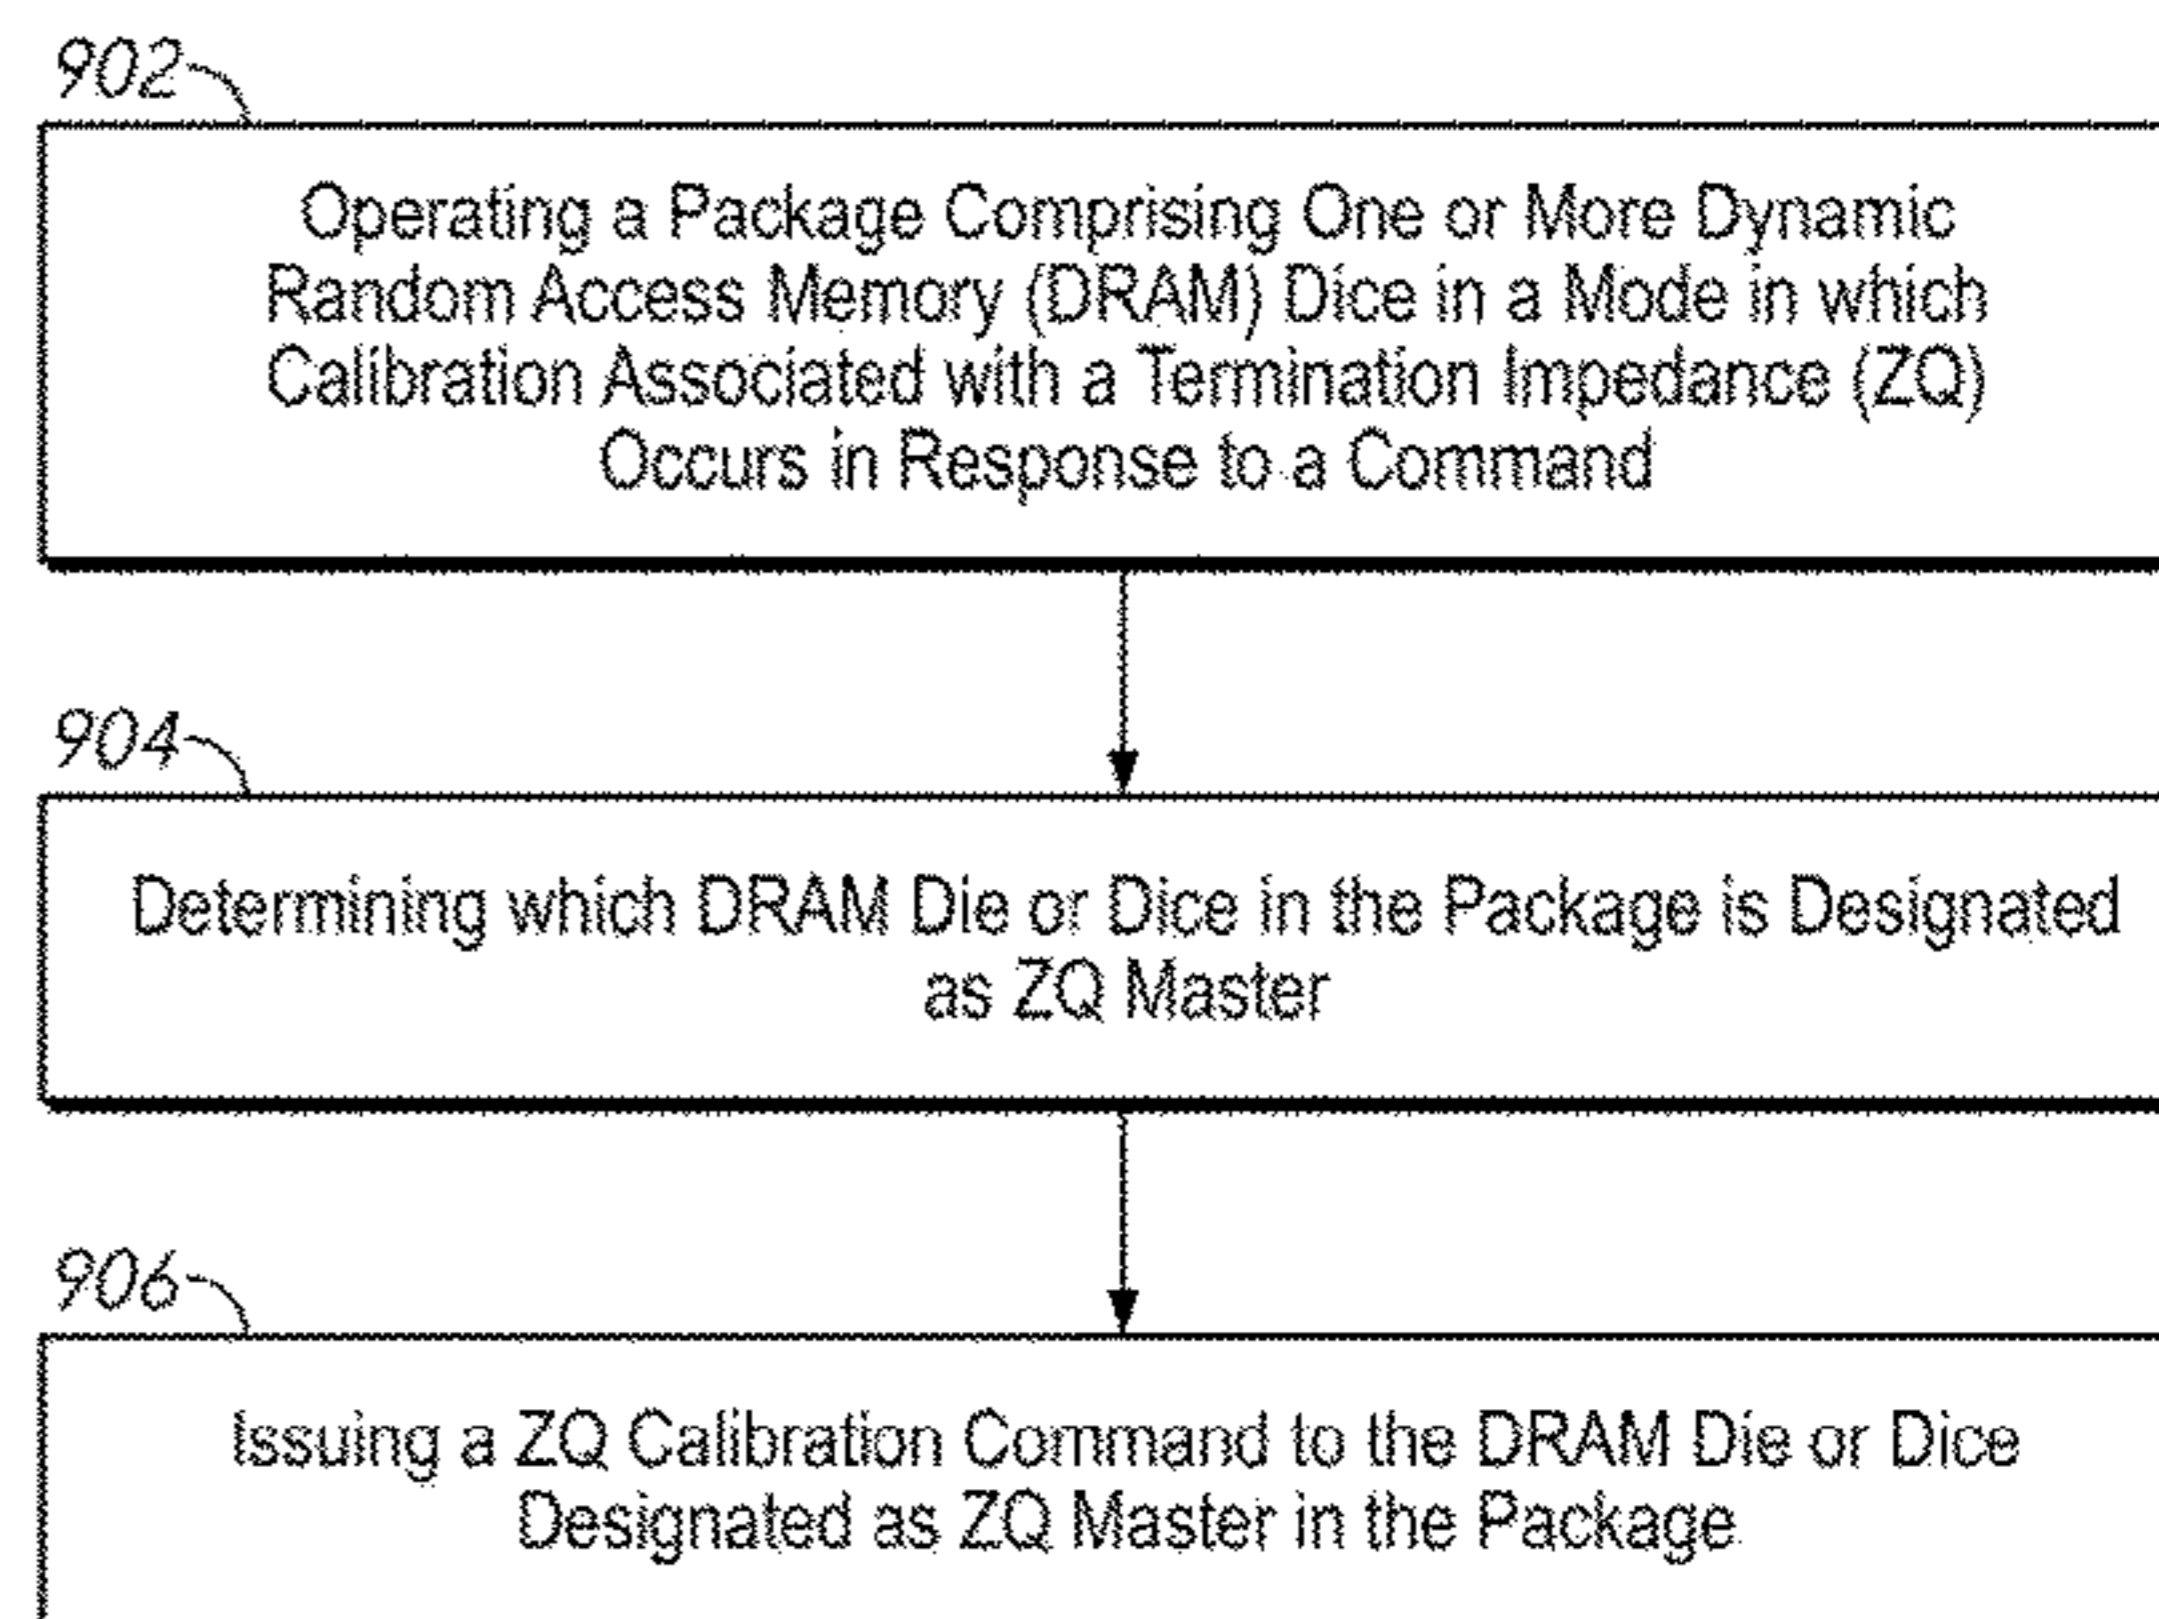 902
Operating a Package Comprising One or More Dynamic
Random Access Memory (DRAM) Dice in a Mode in which
Calibration Associated with a Termination Impedance (ZQ)
Occurs in Response to a Command
904
Determining which DRAM Die or Dice in the Package is Designated
as ZQ Master
906
Issuing a ZQ Calibration Command to the DRAM Die or Dice
Designated as ZQ Master in the Package